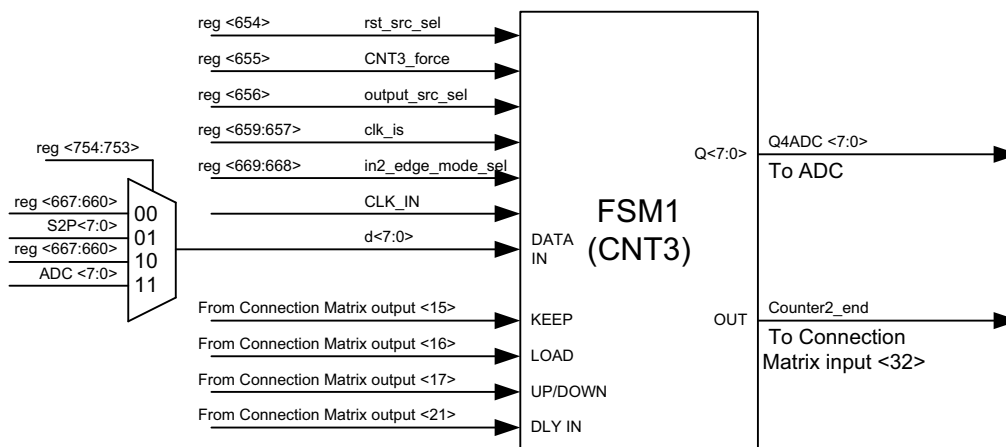 reg <654> rst_src_sel
reg <655> CNT3_force
reg <656> output_src_sel
reg <659:657> clk_is
reg <669:668> in2_edge_mode_sel
CLK_IN
d<7:0>
reg <754:753>
reg <667:660> 00
S2P<7:0> 01
reg <667:660> 10
ADC <7:0> 11
From Connection Matrix output <15>
From Connection Matrix output <16>
From Connection Matrix output <17>
From Connection Matrix output <21>
DATA
IN
KEEP
LOAD
UP/DOWN
DLY IN
FSM1
(CNT3)
Q<7:0>
OUT
Q4ADC <7:0>
To ADC
Counter2_end
To Connection
Matrix input <32>